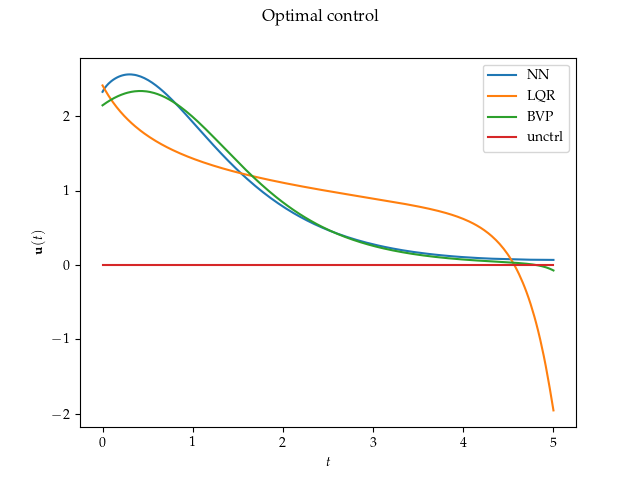 Optimal control
NN
LQR
BVP
unctrl
2
1
0
−1
−2
u(t)
0 1 2 3 4 5
t